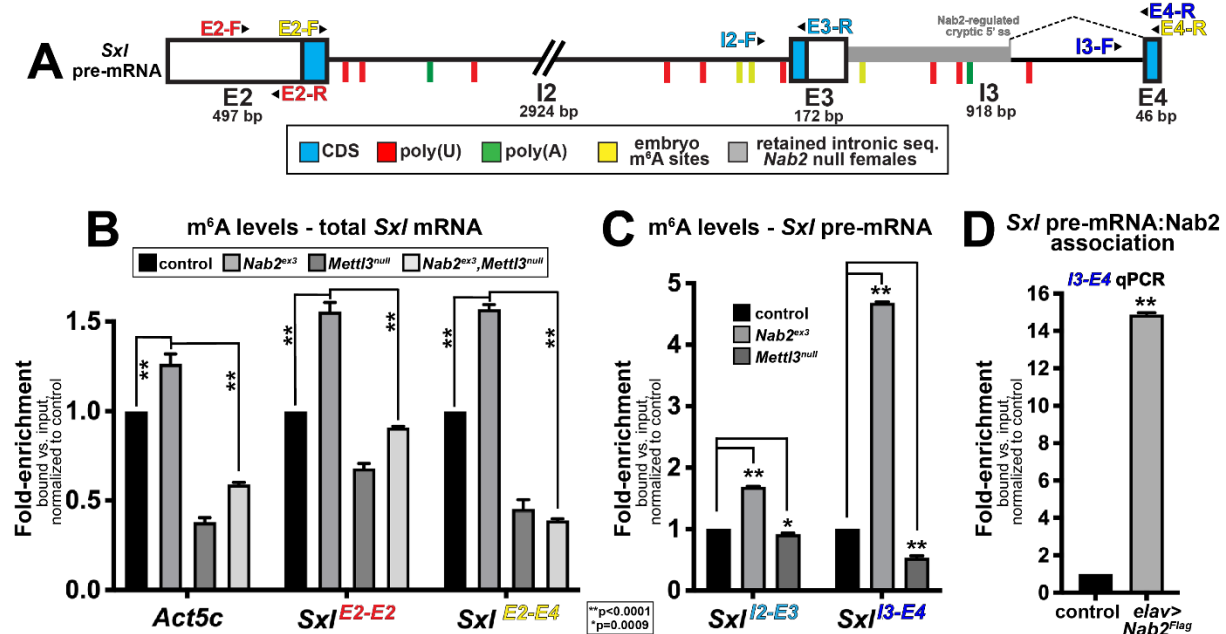 A
Sxl
pre-mRNA
E2-F
E2-F
E2-R
I2-F
E3-R
Nab2-regulated
cryptic 5' ss
I3-F
E4-R
E4-R
E2
497 bp
I2
2924 bp
E3
172 bp
I3
918 bp
E4
46 bp
CDS
poly(U)
poly(A)
embryo
m⁶A sites
retained intronic seq.
Nab2 null females
B
m⁶A levels - total Sxl mRNA
control
Nab2ᵉˣ³
Mettl3ⁿᵘˡˡ
Nab2ᵉˣ³,Mettl3ⁿᵘˡˡ
Fold-enrichment
bound vs. input,
normalized to control
1.5
1.0
0.5
0.0
**
**
**
**
**
**
Act5c
Sxl E2-E2
Sxl E2-E4
**p<0.0001
*p=0.0009
C
m⁶A levels - Sxl pre-mRNA
control
Nab2ᵉˣ³
Mettl3ⁿᵘˡˡ
Fold-enrichment
bound vs. input,
normalized to control
5
4
3
2
1
0
**
*
**
**
Sxl I2-E3
Sxl I3-E4
D
Sxl pre-mRNA:Nab2
association
I3-E4 qPCR
Fold-enrichment
bound vs. input,
normalized to control
16
14
12
10
8
6
4
2
0
**
control
elav>
Nab2ᶠˡᵃᵍ